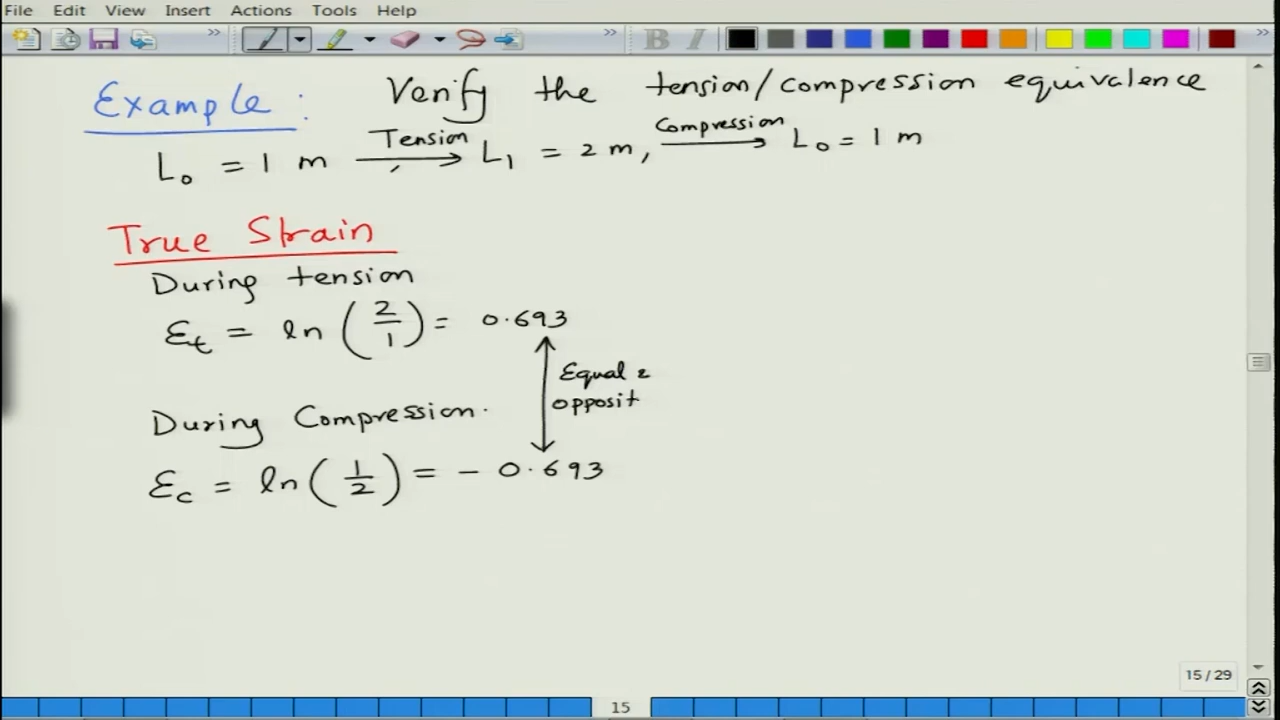 File Edit View Insert Actions Tools Help
Example: Verify the tension/compression equivalence
L₀ = 1 m Tension → L₁ = 2 m, Compression → L₀ = 1 m
True Strain
During tension
εₜ = ln (2/1) = 0.693
Equal &
opposit
During Compression.
ε꜀ = ln (1/2) = - 0.693
15 / 29
15